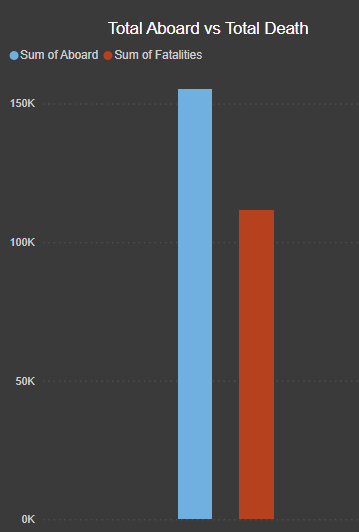 Total Aboard vs Total Death
Sum of Aboard Sum of Fatalities
150K
100K
50K
0K